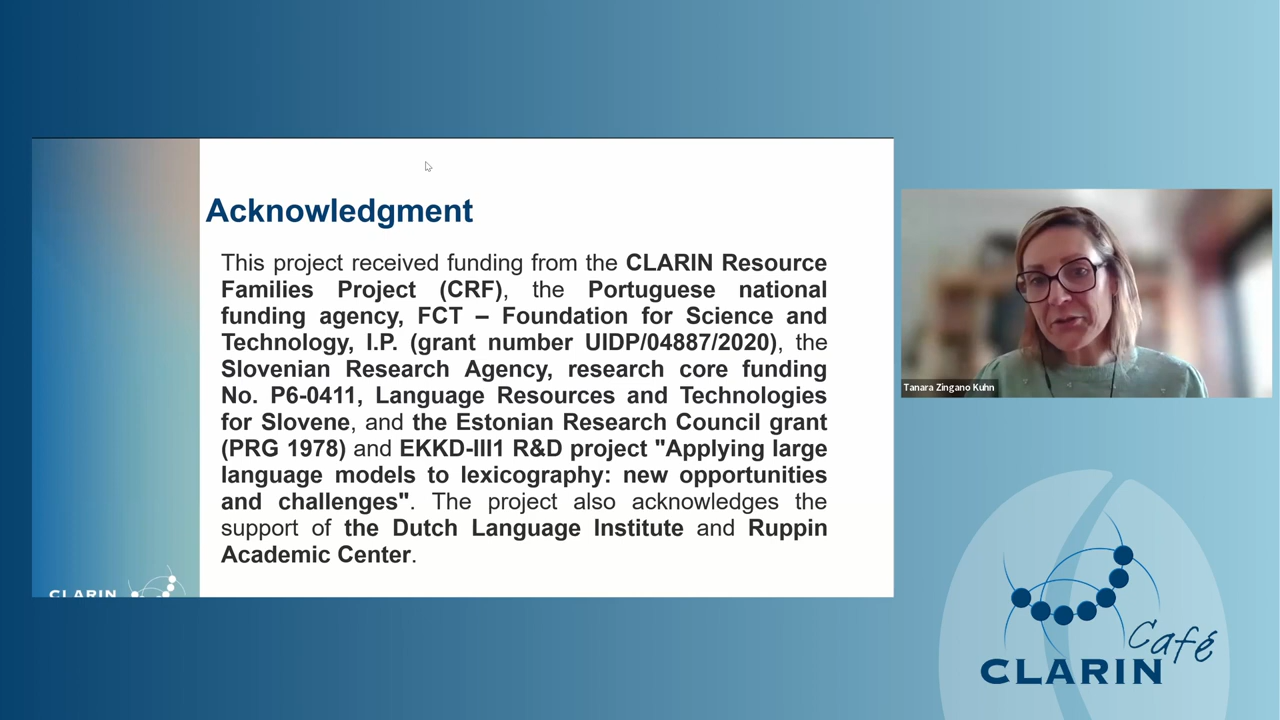 Acknowledgment
This project received funding from the CLARIN Resource
Families Project (CRF), the Portuguese national
funding agency, FCT – Foundation for Science and
Technology, I.P. (grant number UIDP/04887/2020), the
Slovenian Research Agency, research core funding
No. P6-0411, Language Resources and Technologies
for Slovene, and the Estonian Research Council grant
(PRG 1978) and EKKD-III1 R&D project "Applying large
language models to lexicography: new opportunities
and challenges". The project also acknowledges the
support of the Dutch Language Institute and Ruppin
Academic Center.
CLARIN
Tanara Zingano Kuhn
Café
CLARIN